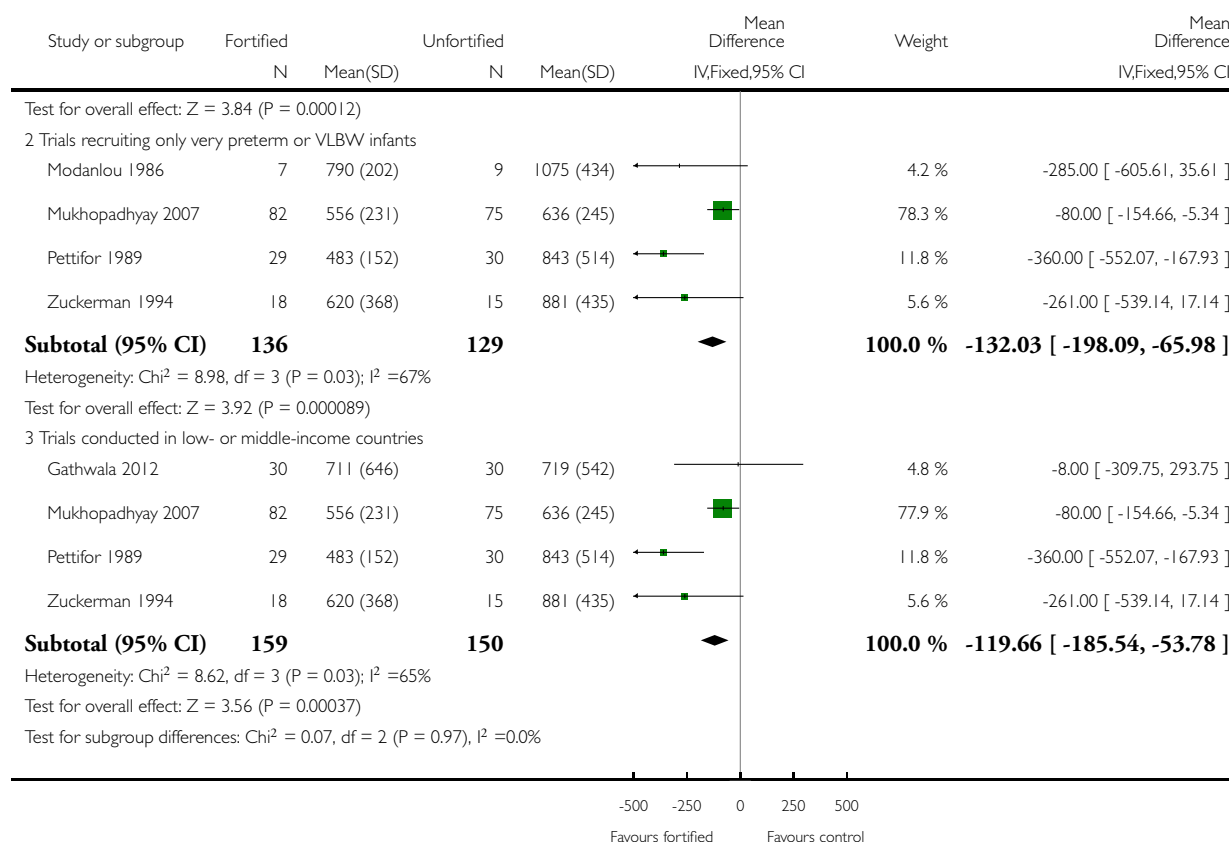 Study or subgroup Fortified Unfortified Mean Difference Weight Mean Difference
N Mean(SD) N Mean(SD) IV,Fixed,95% CI IV,Fixed,95% CI
Test for overall effect: Z = 3.84 (P = 0.00012)
2 Trials recruiting only very preterm or VLBW infants
Modanlou 1986 7 790 (202) 9 1075 (434) 4.2 % -285.00 [ -605.61, 35.61 ]
Mukhopadhyay 2007 82 556 (231) 75 636 (245) 78.3 % -80.00 [ -154.66, -5.34 ]
Pettifor 1989 29 483 (152) 30 843 (514) 11.8 % -360.00 [ -552.07, -167.93 ]
Zuckerman 1994 18 620 (368) 15 881 (435) 5.6 % -261.00 [ -539.14, 17.14 ]
Subtotal (95% CI) 136 129 100.0 % -132.03 [ -198.09, -65.98 ]
Heterogeneity: Chi² = 8.98, df = 3 (P = 0.03); I² =67%
Test for overall effect: Z = 3.92 (P = 0.000089)
3 Trials conducted in low- or middle-income countries
Gathwala 2012 30 711 (646) 30 719 (542) 4.8 % -8.00 [ -309.75, 293.75 ]
Mukhopadhyay 2007 82 556 (231) 75 636 (245) 77.9 % -80.00 [ -154.66, -5.34 ]
Pettifor 1989 29 483 (152) 30 843 (514) 11.8 % -360.00 [ -552.07, -167.93 ]
Zuckerman 1994 18 620 (368) 15 881 (435) 5.6 % -261.00 [ -539.14, 17.14 ]
Subtotal (95% CI) 159 150 100.0 % -119.66 [ -185.54, -53.78 ]
Heterogeneity: Chi² = 8.62, df = 3 (P = 0.03); I² =65%
Test for overall effect: Z = 3.56 (P = 0.00037)
Test for subgroup differences: Chi² = 0.07, df = 2 (P = 0.97), I² =0.0%
-500 -250 0 250 500
Favours fortified Favours control